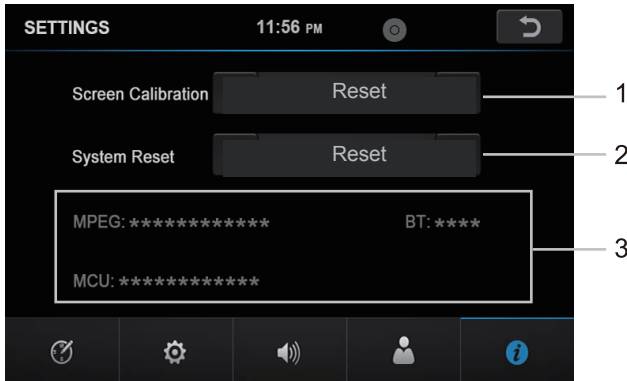 SETTINGS 11:56 PM
Screen Calibration Reset 1
System Reset Reset 2
MPEG: ************ BT: ****
3
MCU: ************